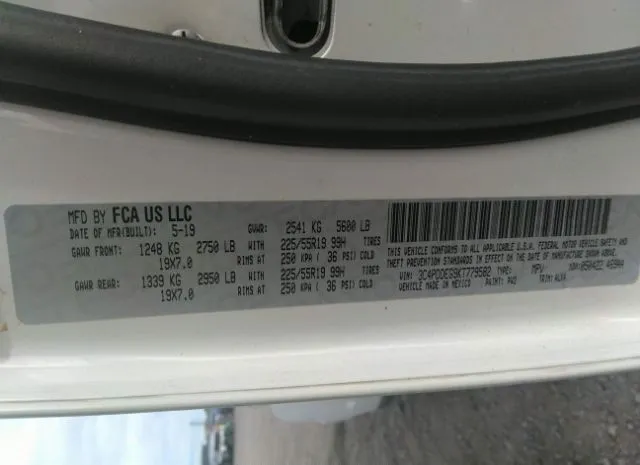 MFD BY FCA US LLC
DATE OF MFR(BUILT): 5-19 GVWR: 2541 KG 5600 LB
GAWR FRONT: 1248 KG 2750 LB WITH 225/55R19 99H TIRES
19X7.0 RIMS AT 250 KPA ( 36 PSI) COLD
GAWR REAR: 1339 KG 2950 LB WITH 225/55R19 99H TIRES
19X7.0 RIMS AT 250 KPA ( 36 PSI) COLD
THIS VEHICLE CONFORMS TO ALL APPLICABLE U.S.A. FEDERAL MOTOR VEHICLE SAFETY AND
THEFT PREVENTION STANDARDS IN EFFECT ON THE DATE OF MANUFACTURE SHOWN ABOVE.
VIN: 3C4PDDEG9KT779582 TYPE: MPV
VEHICLE MADE IN MEXICO PAINT: PW3 TRIM: